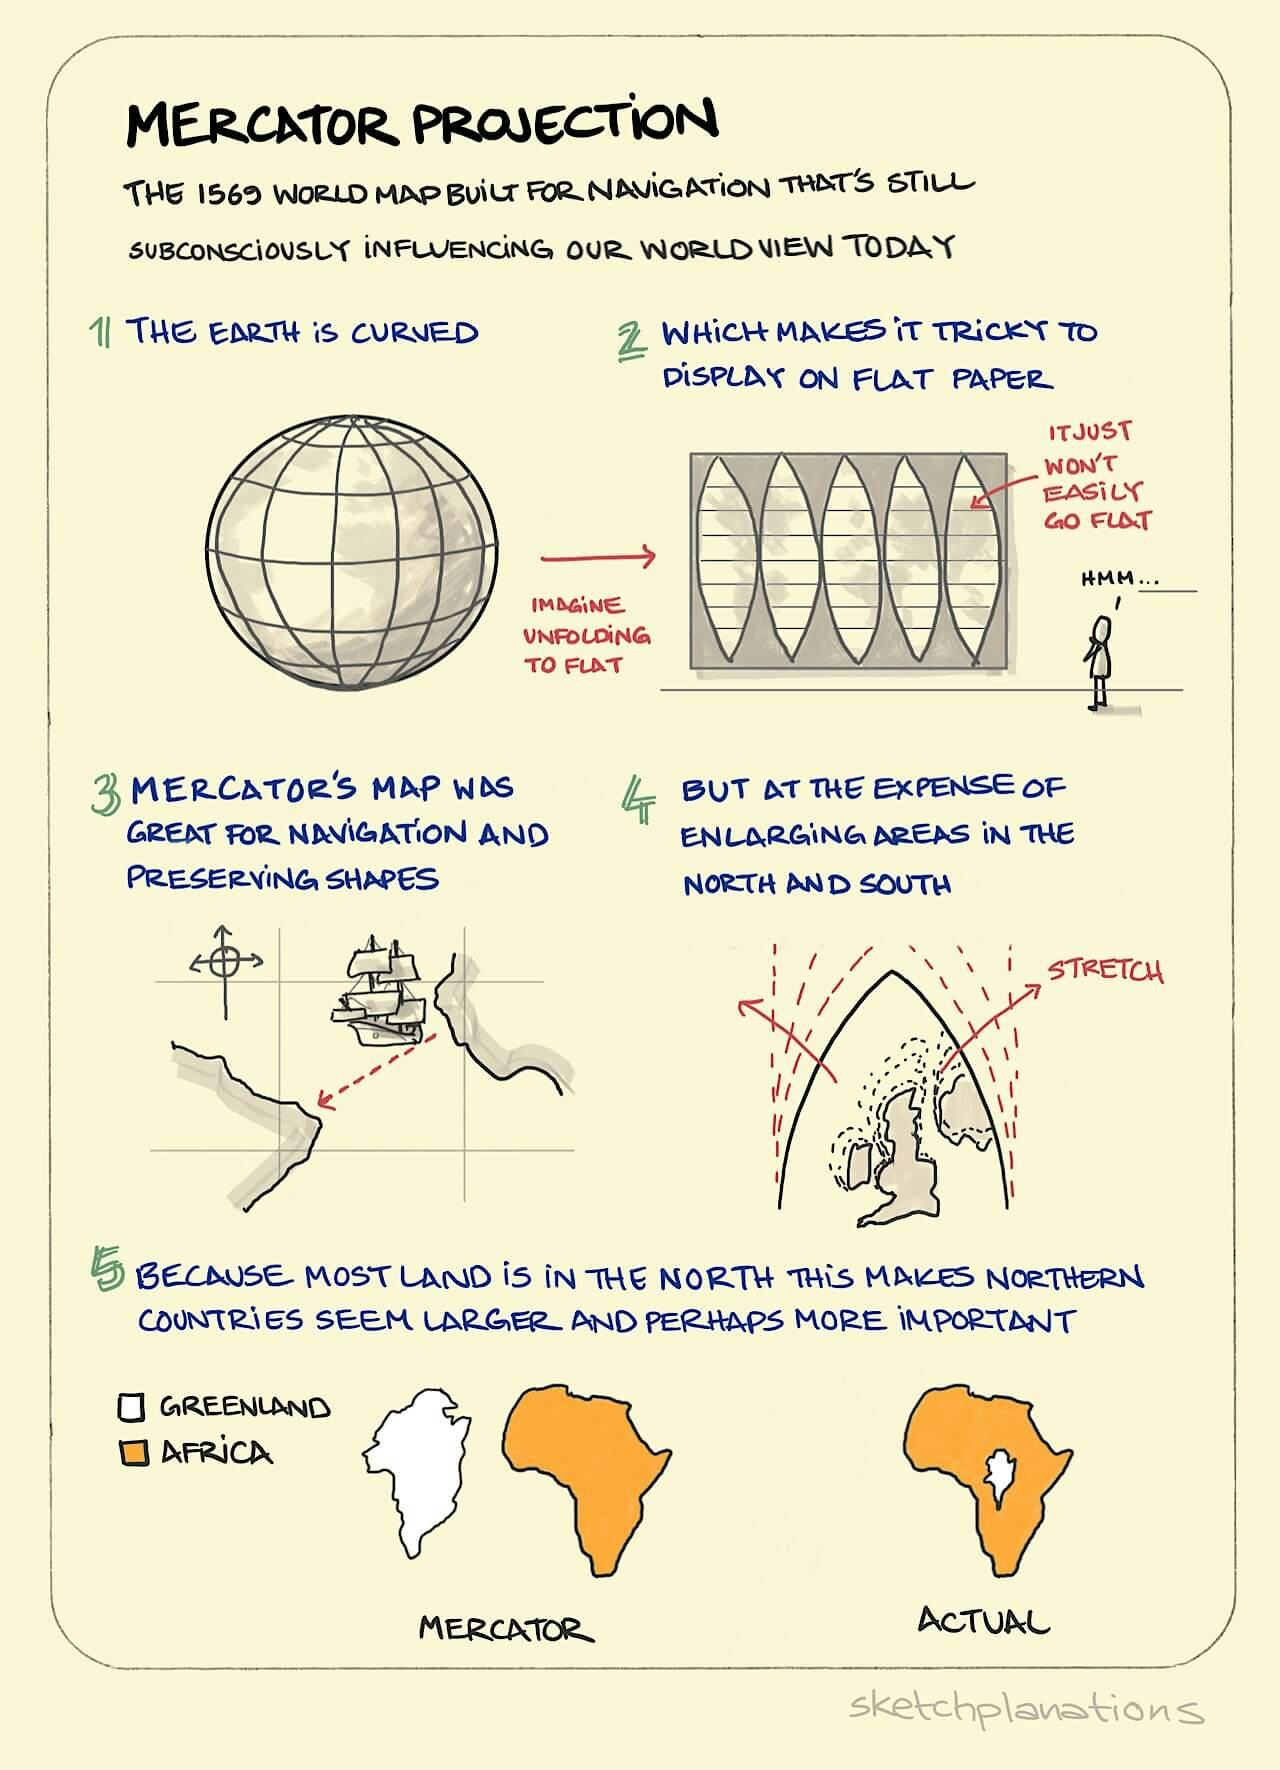 MERCATOR PROJECTION
THE 1569 WORLD MAP BUILT FOR NAVIGATION THAT'S STILL
SUBCONSCIOUSLY INFLUENCING OUR WORLD VIEW TODAY
1 THE EARTH IS CURVED
2 WHICH MAKES IT TRICKY TO
DISPLAY ON FLAT PAPER
IT JUST
WON'T
EASILY
GO FLAT
HMM...
IMAGINE
UNFOLDING
TO FLAT
3 MERCATOR'S MAP WAS
GREAT FOR NAVIGATION AND
PRESERVING SHAPES
4 BUT AT THE EXPENSE OF
ENLARGING AREAS IN THE
NORTH AND SOUTH
STRETCH
5 BECAUSE MOST LAND IS IN THE NORTH THIS MAKES NORTHERN
COUNTRIES SEEM LARGER AND PERHAPS MORE IMPORTANT
GREENLAND
AFRICA
MERCATOR
ACTUAL
sketchplanations